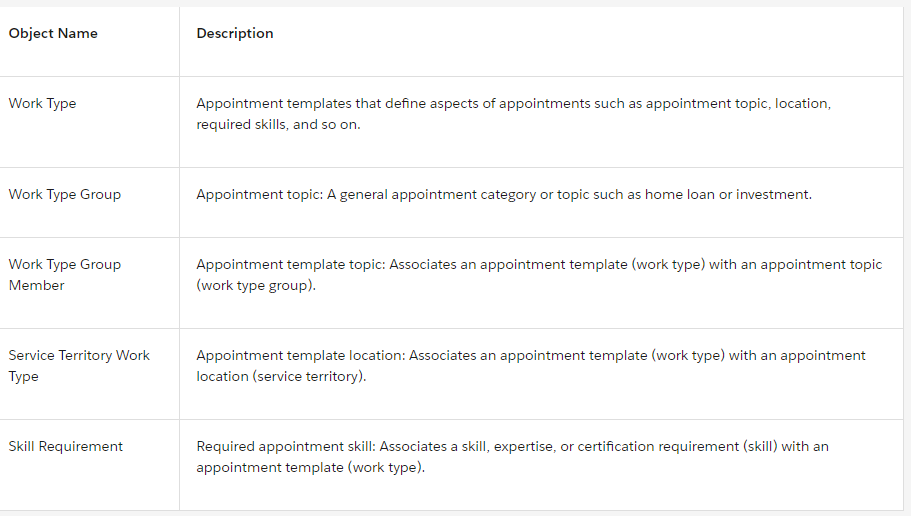 Object Name
Description
Work Type
Appointment templates that define aspects of appointments such as appointment topic, location,
required skills, and so on.
Work Type Group
Appointment topic: A general appointment category or topic such as home loan or investment.
Work Type Group
Member
Appointment template topic: Associates an appointment template (work type) with an appointment topic
(work type group).
Service Territory Work
Type
Appointment template location: Associates an appointment template (work type) with an appointment
location (service territory).
Skill Requirement
Required appointment skill: Associates a skill, expertise, or certification requirement (skill) with an
appointment template (work type).